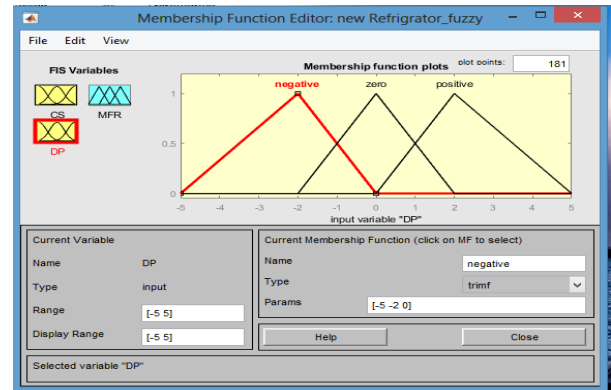 Membership Function Editor: new Refrigrator_fuzzy
File Edit View
FIS Variables
CS MFR
DP
Membership function plots
plot points: 181
negative zero positive
1
0.5
0
-5 -4 -3 -2 -1 0 1 2 3 4 5
input variable "DP"
Current Variable
Name DP
Type input
Range [-5 5]
Display Range [-5 5]
Current Membership Function (click on MF to select)
Name negative
Type trimf
Params [-5 -2 0]
Help Close
Selected variable "DP"